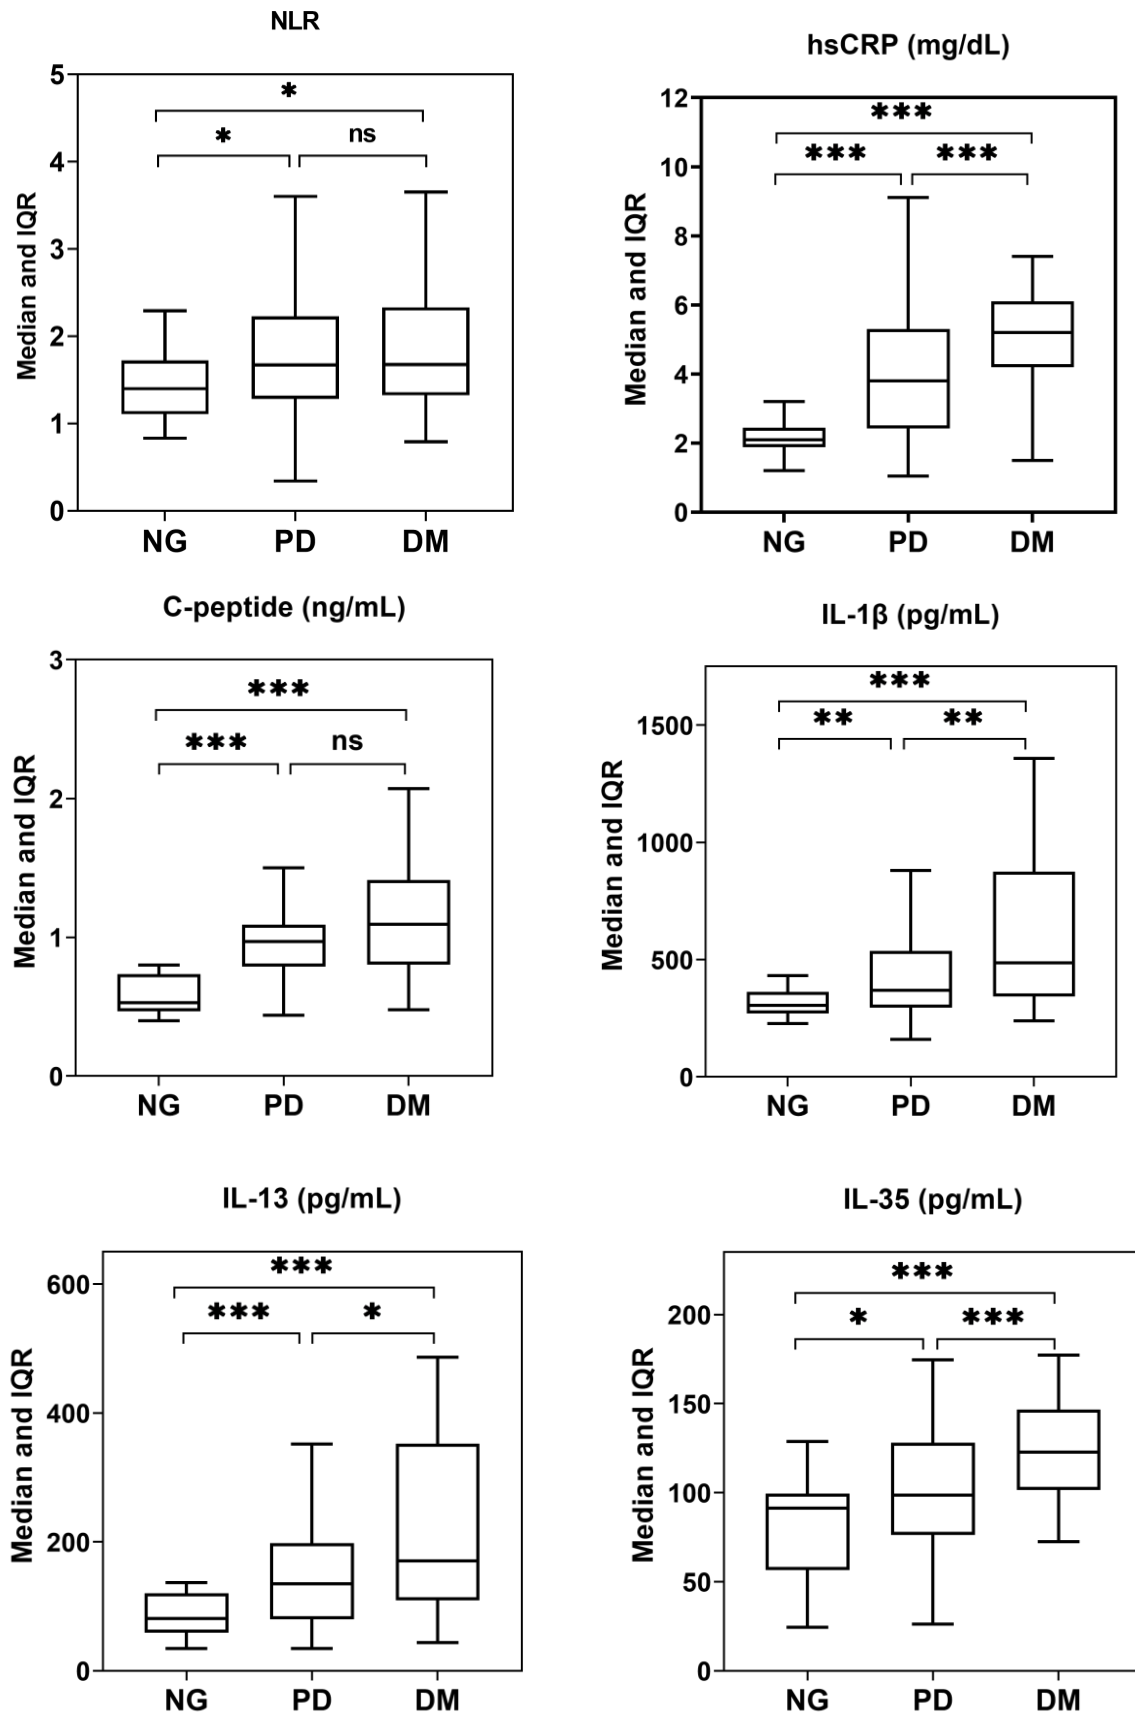 NLR
5
4
3
2
1
0
Median and IQR
*
*
ns
NG PD DM
hsCRP (mg/dL)
12
10
8
6
4
2
0
Median and IQR
***
*** ***
NG PD DM
C-peptide (ng/mL)
3
2
1
0
Median and IQR
***
*** ns
NG PD DM
IL-1β (pg/mL)
1500
1000
500
0
Median and IQR
***
** **
NG PD DM
IL-13 (pg/mL)
600
400
200
0
Median and IQR
***
*** *
NG PD DM
IL-35 (pg/mL)
200
150
100
50
0
Median and IQR
***
* ***
NG PD DM